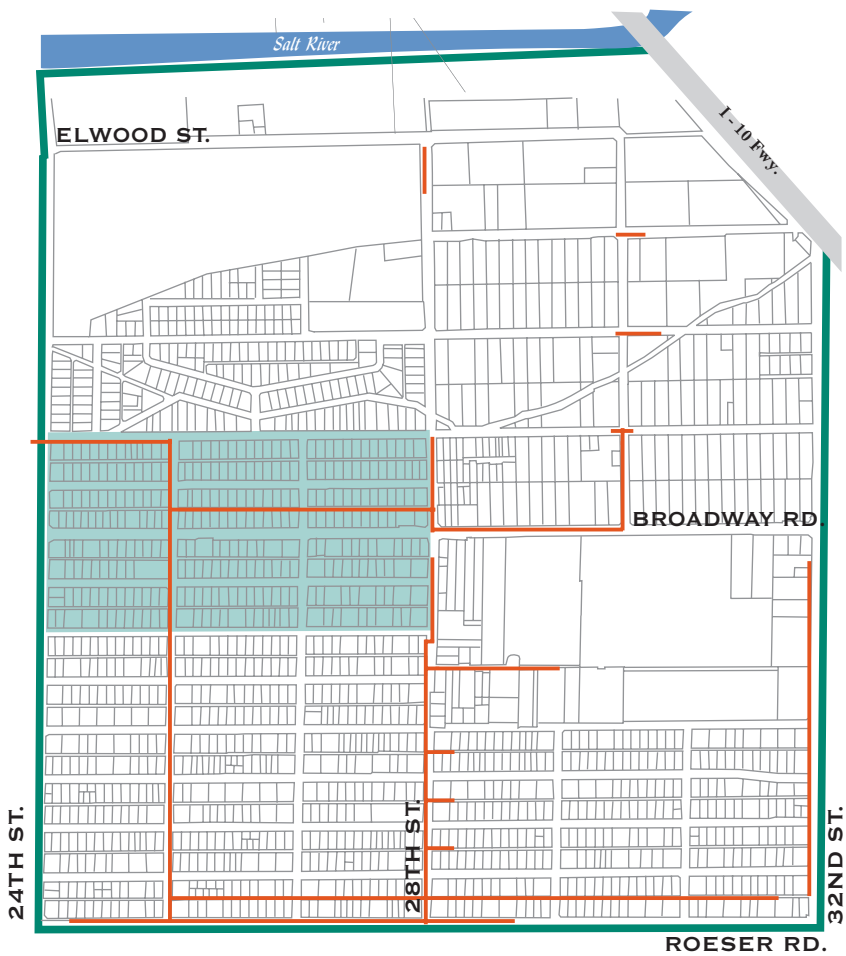 Salt River
ELWOOD ST.
I - 10 Fwy.
BROADWAY RD.
24TH ST.
28TH ST.
32ND ST.
ROESER RD.